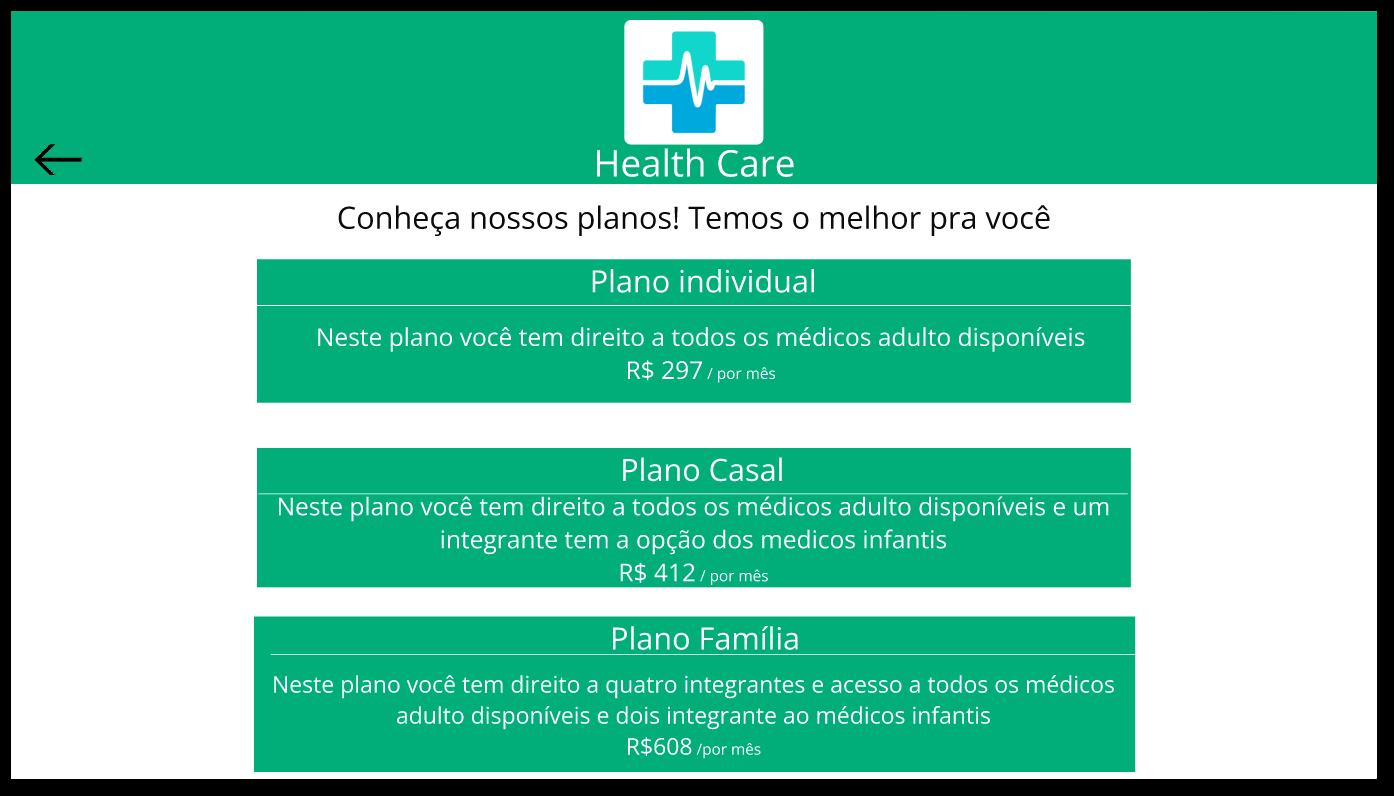 Health Care
Conheça nossos planos! Temos o melhor pra você
Plano individual
Neste plano você tem direito a todos os médicos adulto disponíveis
R$ 297 / por mês
Plano Casal
Neste plano você tem direito a todos os médicos adulto disponíveis e um
integrante tem a opção dos medicos infantis
R$ 412 / por mês
Plano Família
Neste plano você tem direito a quatro integrantes e acesso a todos os médicos
adulto disponíveis e dois integrante ao médicos infantis
R$608 /por mês